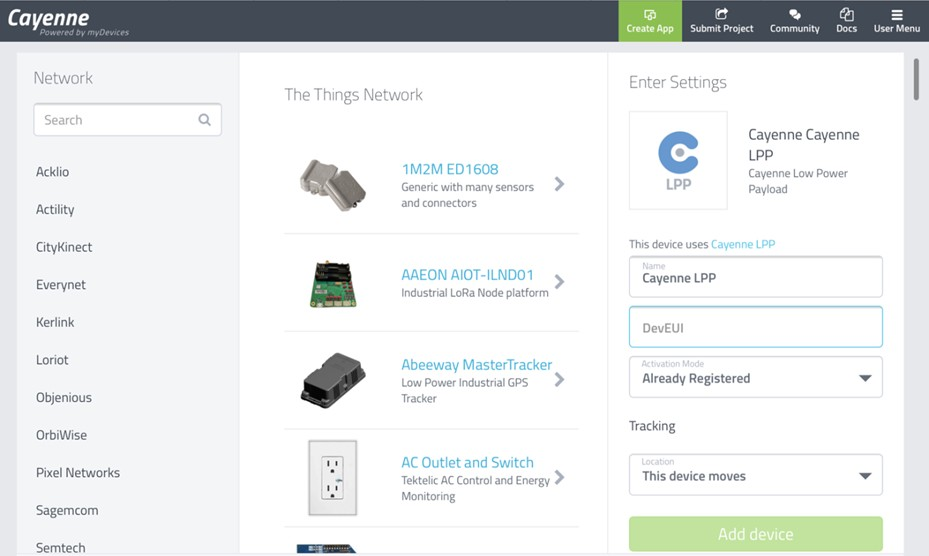 Cayenne
Powered by myDevices
Create App
Submit Project
Community
Docs
User Menu
Network
Search
Acklio
Actility
CityKinect
Everynet
Kerlink
Loriot
Objenious
OrbiWise
Pixel Networks
Sagemcom
Semtech
The Things Network
1M2M ED1608
Generic with many sensors
and connectors
AAEON AIOT-ILND01
Industrial LoRa Node platform
Abeeway MasterTracker
Low Power Industrial GPS
Tracker
AC Outlet and Switch
Tektelic AC Control and Energy
Monitoring
Enter Settings
LPP
Cayenne Cayenne
LPP
Cayenne Low Power
Payload
This device uses Cayenne LPP
Name
Cayenne LPP
DevEUI
Activation Mode
Already Registered
Tracking
Location
This device moves
Add device